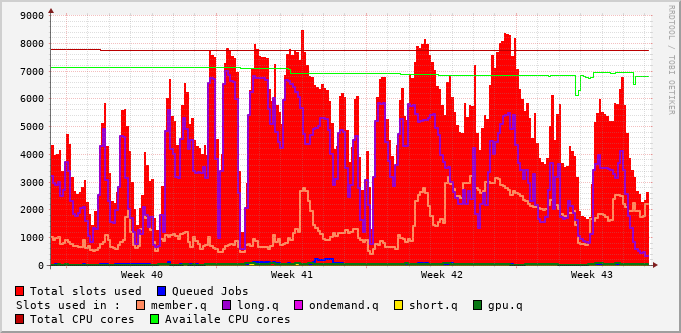 9000
8000
7000
6000
5000
4000
3000
2000
1000
0
Week 40 Week 41 Week 42 Week 43
Total slots used Queued Jobs
Slots used in : member.q long.q ondemand.q short.q gpu.q
Total CPU cores Availale CPU cores
RRDTOOL / TOBI OETIKER